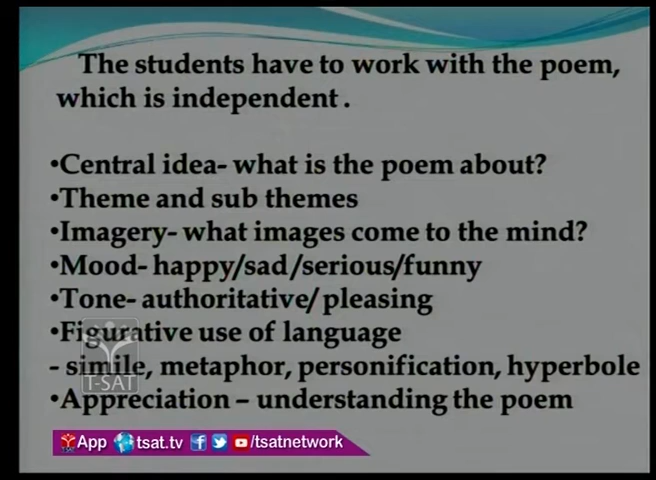 The students have to work with the poem,
which is independent .
•Central idea- what is the poem about?
•Theme and sub themes
•Imagery- what images come to the mind?
•Mood- happy/sad/serious/funny
•Tone- authoritative/ pleasing
•Figurative use of language
- simile, metaphor, personification, hyperbole
•Appreciation – understanding the poem
T-SAT
App tsat.tv /tsatnetwork